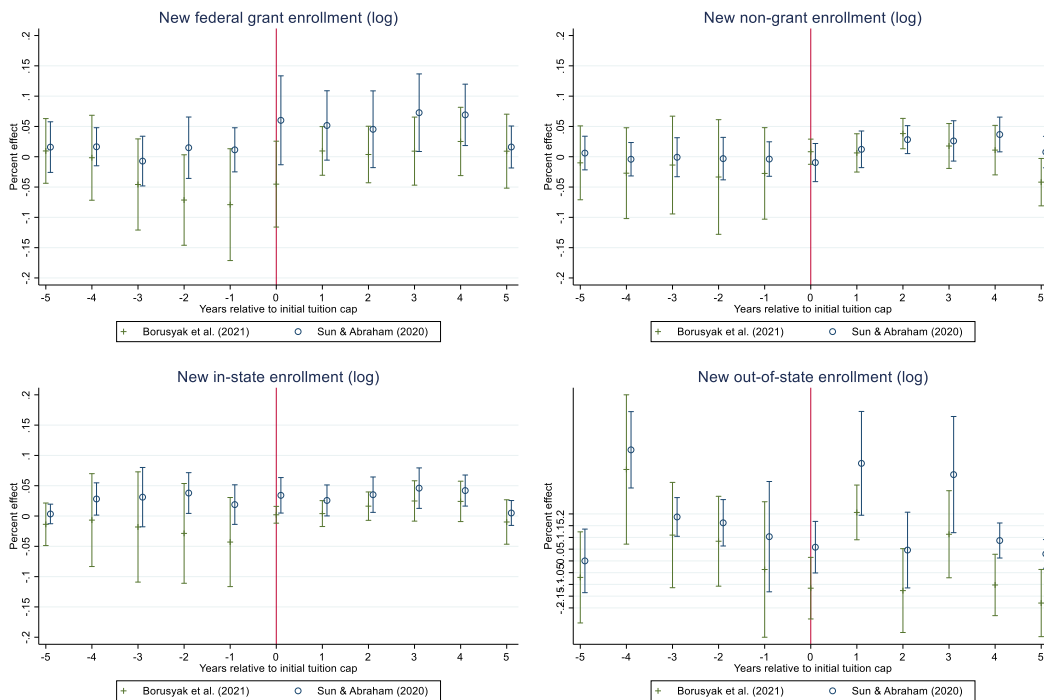 New federal grant enrollment (log)
Percent effect
.2
.15
.1
.05
0
-.05
-.1
-.15
-.2
-5 -4 -3 -2 -1 0 1 2 3 4 5
Years relative to initial tuition cap
Borusyak et al. (2021) Sun & Abraham (2020)
New non-grant enrollment (log)
Percent effect
.2
.15
.1
.05
0
-.05
-.1
-.15
-.2
-5 -4 -3 -2 -1 0 1 2 3 4 5
Years relative to initial tuition cap
Borusyak et al. (2021) Sun & Abraham (2020)
New in-state enrollment (log)
Percent effect
.2
.15
.1
.05
0
-.05
-.1
-.15
-.2
-5 -4 -3 -2 -1 0 1 2 3 4 5
Years relative to initial tuition cap
Borusyak et al. (2021) Sun & Abraham (2020)
New out-of-state enrollment (log)
Percent effect
-.2-.15-.1-.050.05.1.15.2
-5 -4 -3 -2 -1 0 1 2 3 4 5
Years relative to initial tuition cap
Borusyak et al. (2021) Sun & Abraham (2020)